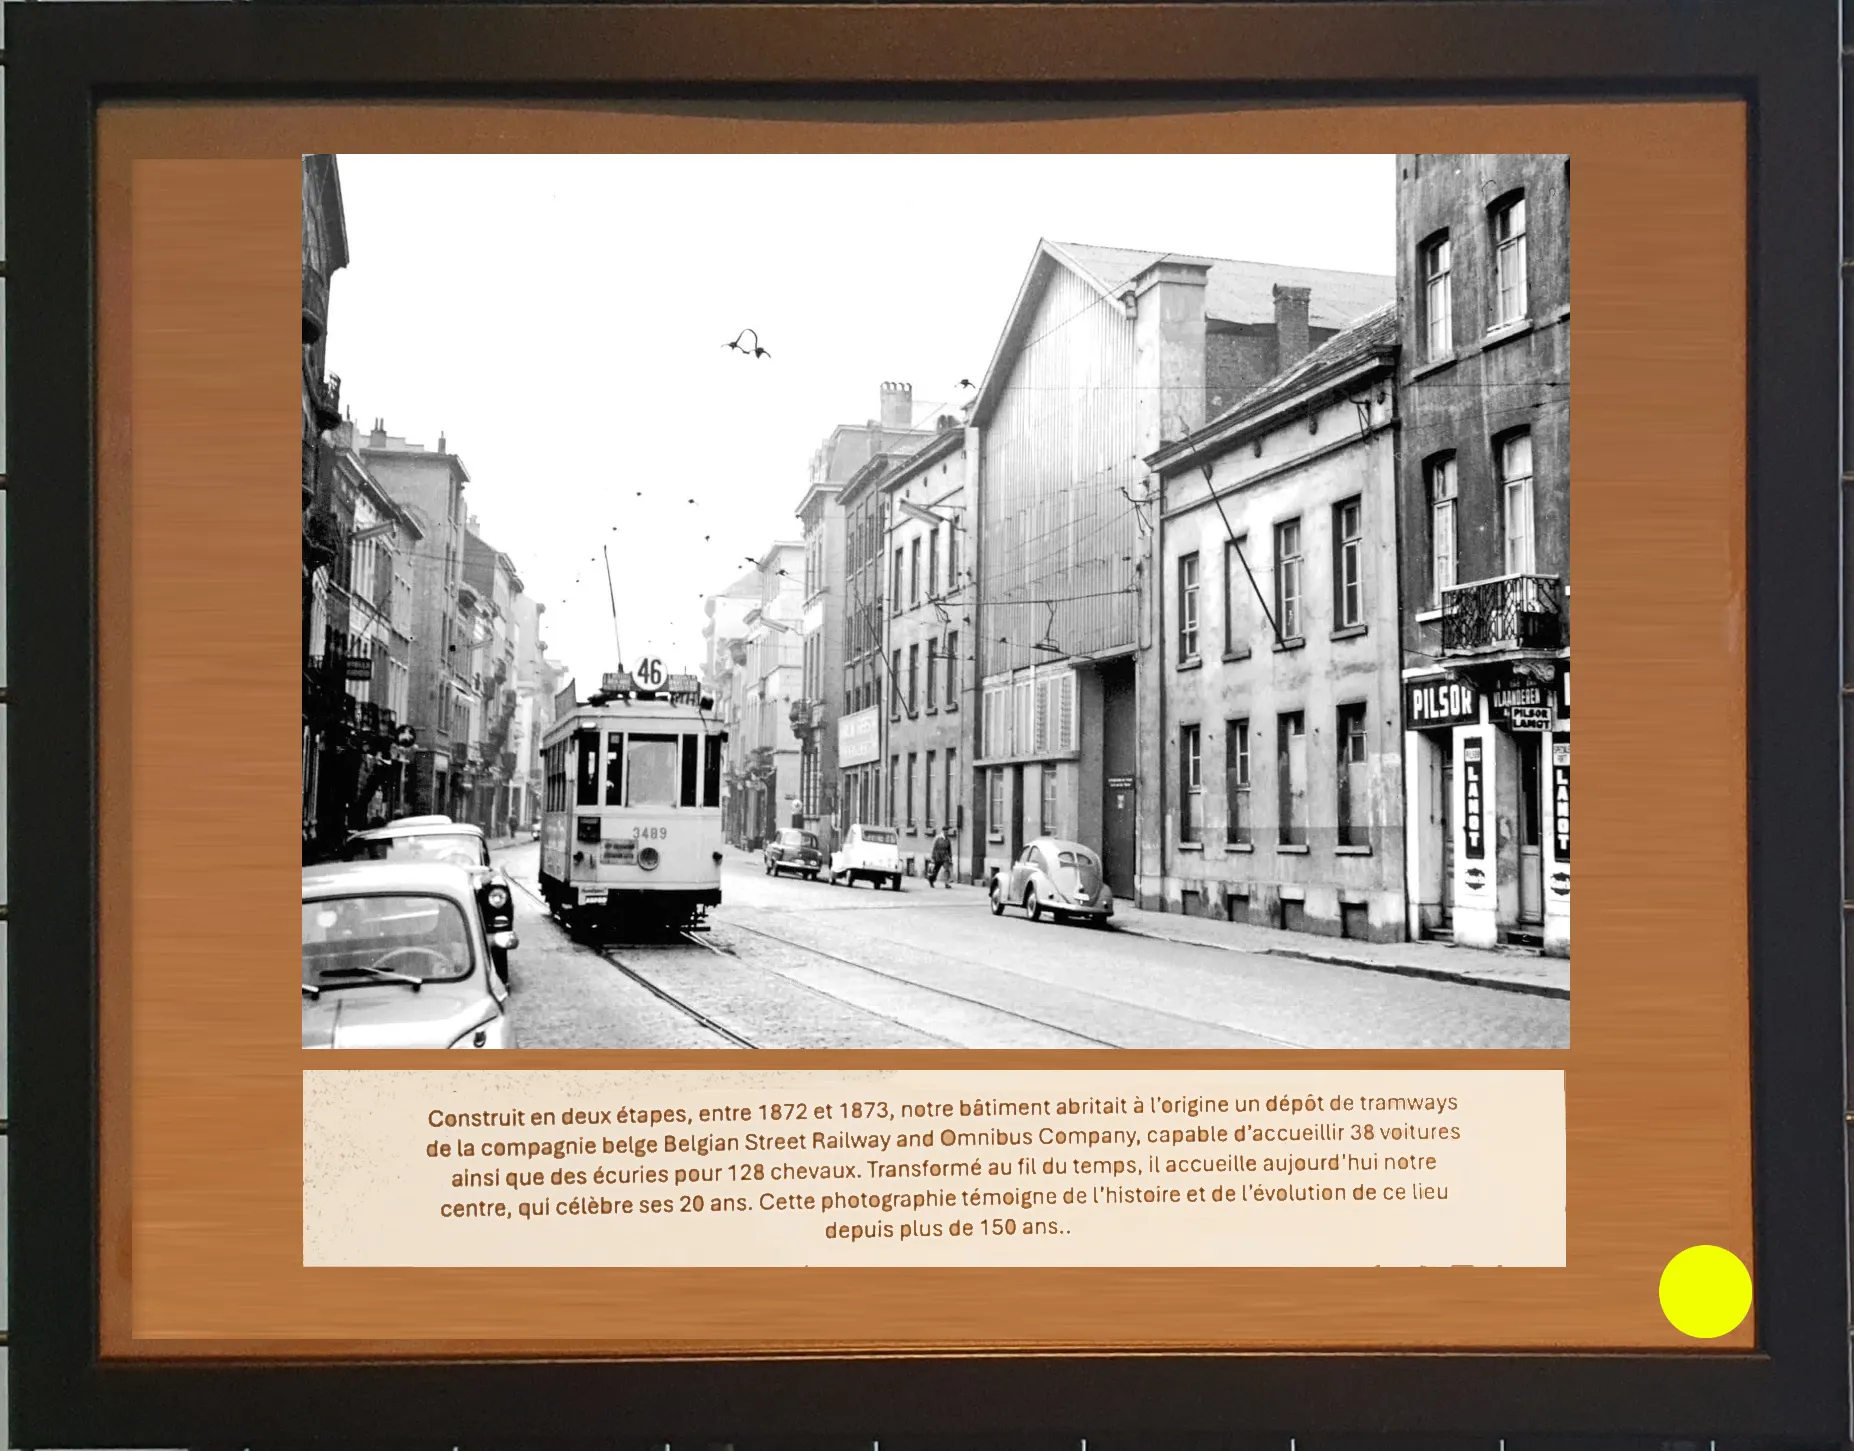 46
3489
PILSOR
VLAANDEREN
PILSOR
LAMOT
LAMOT
LAMOT
Construit en deux étapes, entre 1872 et 1873, notre bâtiment abritait à l'origine un dépôt de tramways
de la compagnie belge Belgian Street Railway and Omnibus Company, capable d'accueillir 38 voitures
ainsi que des écuries pour 128 chevaux. Transformé au fil du temps, il accueille aujourd'hui notre
centre, qui célèbre ses 20 ans. Cette photographie témoigne de l'histoire et de l'évolution de ce lieu
depuis plus de 150 ans..